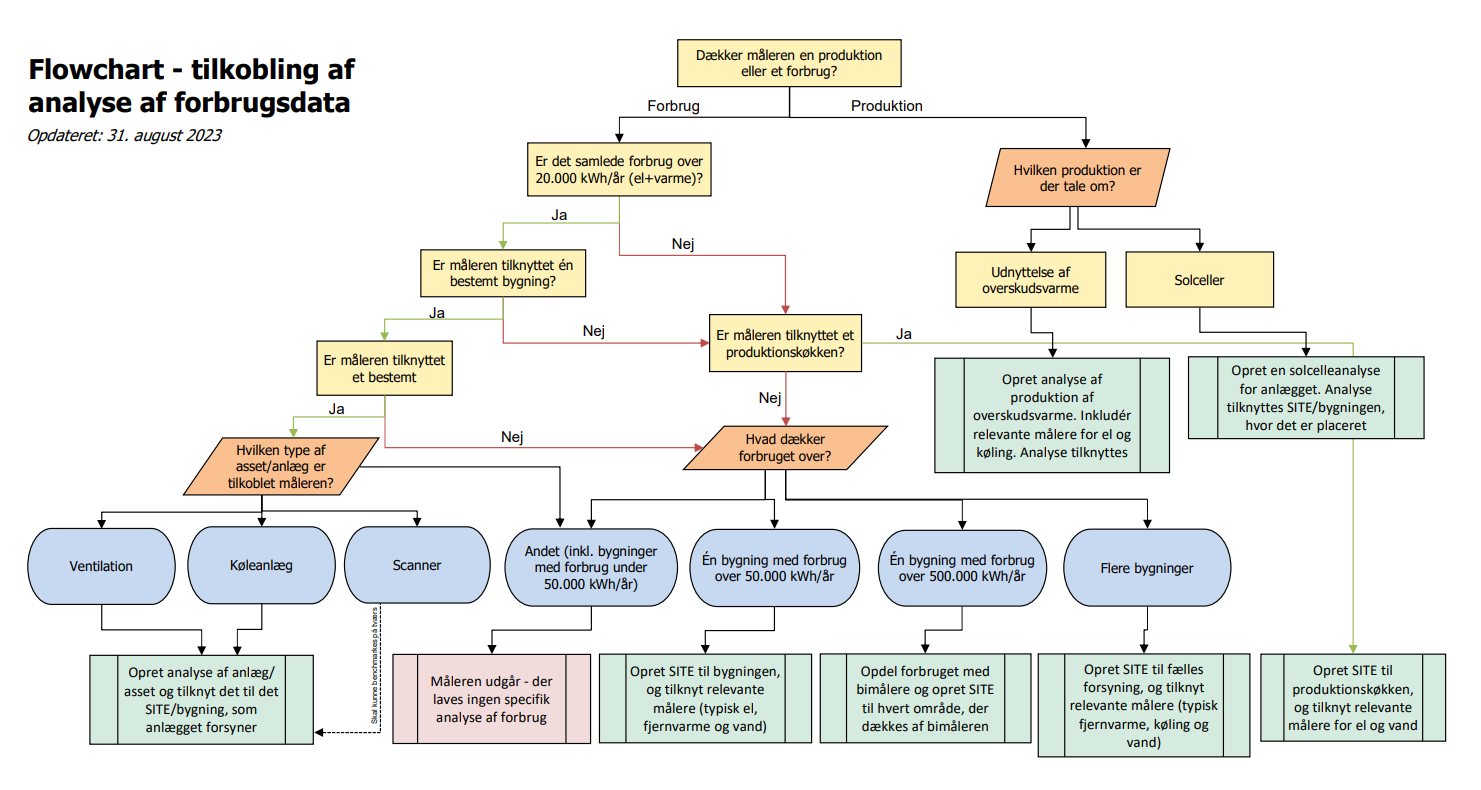 Flowchart - tilkobling af
analyse af forbrugsdata
Opdateret: 31. august 2023
Dækker måleren en produktion
eller et forbrug?
Forbrug
Produktion
Er det samlede forbrug over
20.000 kWh/år (el+varme)?
Hvilken produktion er
der tale om?
Ja
Nej
Er måleren tilknyttet én
bestemt bygning?
Udnyttelse af
overskudsvarme
Solceller
Ja
Nej
Er måleren tilknyttet et
produktionskøkken?
Ja
Er måleren tilknyttet
et bestemt
Opret analyse af
produktion af
overskudsvarme. Inkludér
relevante målere for el og
køling. Analyse tilknyttes
Opret en solcelleanalyse
for anlægget. Analyse
tilknyttes SITE/bygningen,
hvor det er placeret
Ja
Nej
Nej
Hvilken type af
asset/anlæg er
tilkoblet måleren?
Hvad dækker
forbruget over?
Ventilation
Køleanlæg
Scanner
Andet (inkl. bygninger
med forbrug under
50.000 kWh/år)
Én bygning med forbrug
over 50.000 kWh/år
Én bygning med forbrug
over 500.000 kWh/år
Flere bygninger
Skal kunne benchmarkes på tværs
Opret analyse af anlæg/
asset og tilknyt det til det
SITE/bygning, som
anlægget forsyner
Måleren udgår - der
laves ingen specifik
analyse af forbrug
Opret SITE til bygningen,
og tilknyt relevante
målere (typisk el,
fjernvarme og vand)
Opdel forbruget med
bimålere og opret SITE
til hvert område, der
dækkes af bimåleren
Opret SITE til fælles
forsyning, og tilknyt
relevante målere (typisk
fjernvarme, køling og
vand)
Opret SITE til
produktionskøkken,
og tilknyt relevante
målere for el og vand